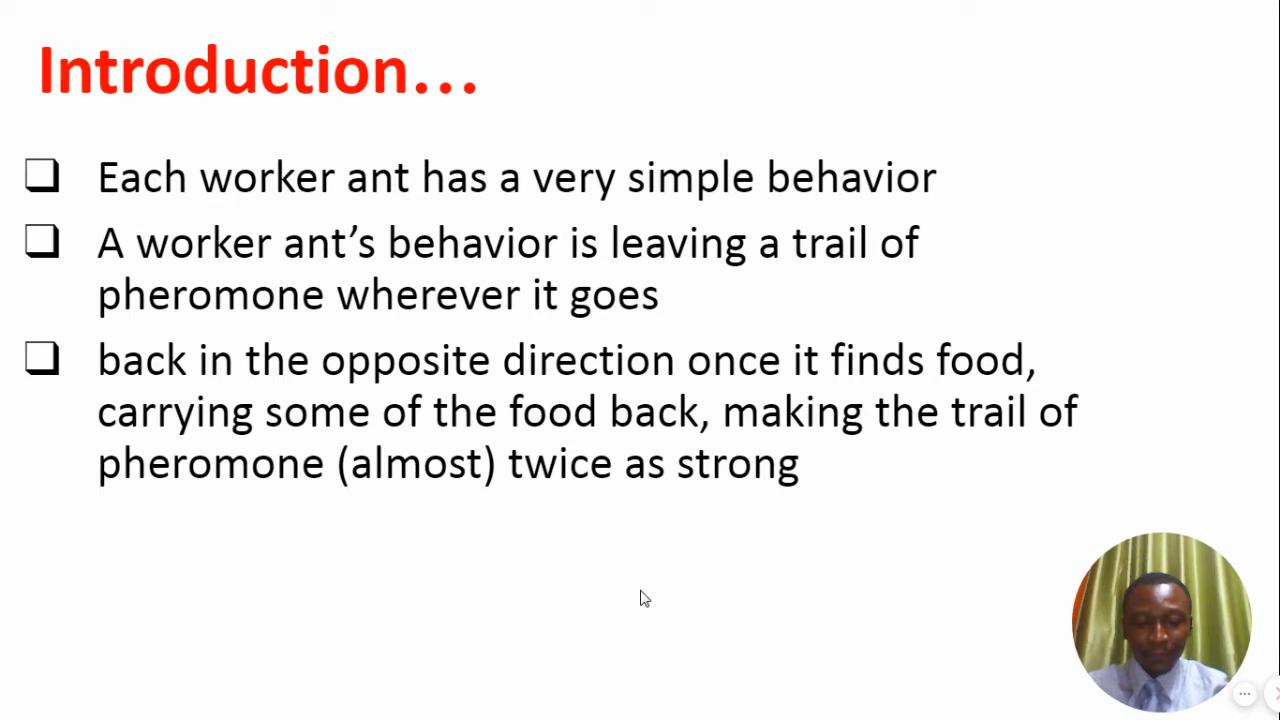 Introduction…
❑ Each worker ant has a very simple behavior
❑ A worker ant’s behavior is leaving a trail of
pheromone wherever it goes
❑ back in the opposite direction once it finds food,
carrying some of the food back, making the trail of
pheromone (almost) twice as strong